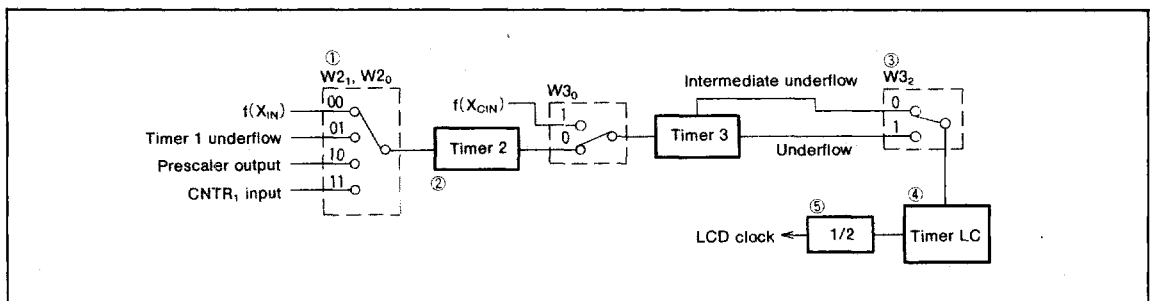 ①
W2₁, W2₀
00
f(X_IN)
01
Timer 1 underflow
10
Prescaler output
11
CNTR₁ input
Timer 2
②
W3₀
f(X_CIN)
1
0
Timer 3
Intermediate underflow
Underflow
③
W3₂
0
1
④
Timer LC
⑤
1/2
LCD clock